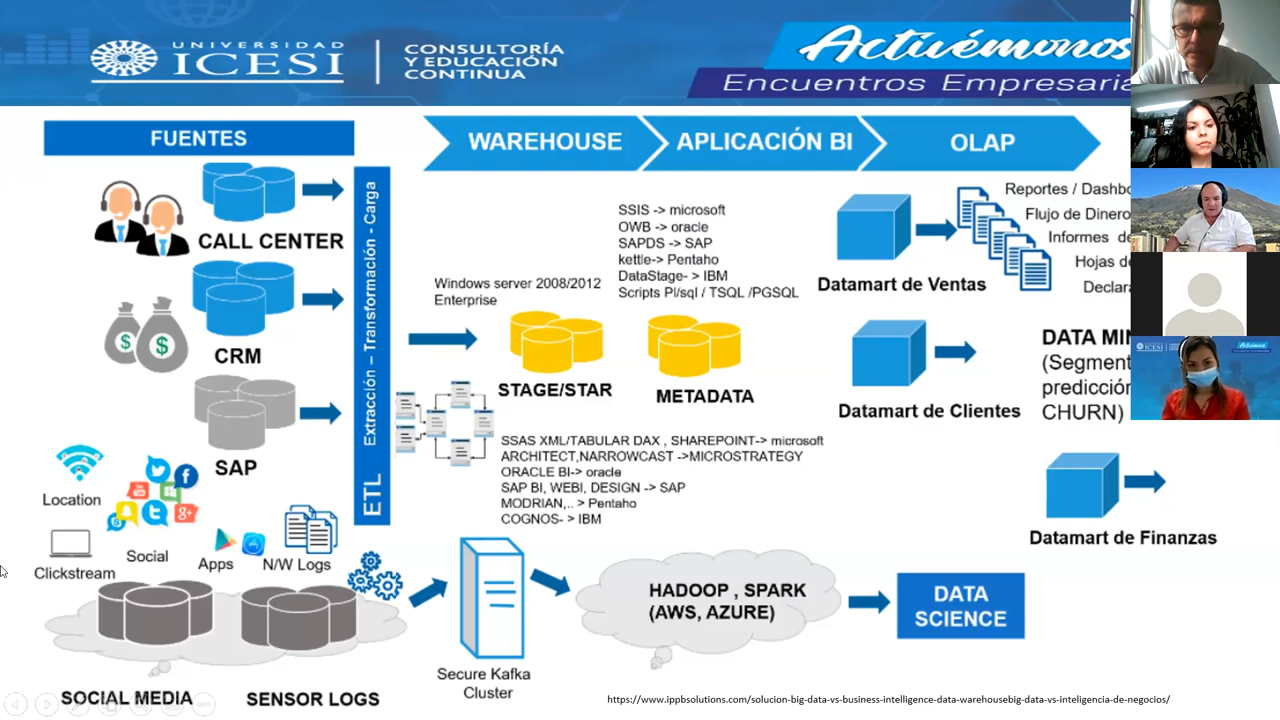 UNIVERSIDAD
ICESI
CONSULTORÍA
Y EDUCACIÓN
CONTINUA
Activémonos
Encuentros Empresaria
FUENTES
WAREHOUSE
APLICACIÓN BI
OLAP
CALL CENTER
CRM
SAP
ETL
Extracción – Transformación - Carga
Location
Social
Clickstream
Apps
N/W Logs
SOCIAL MEDIA
SENSOR LOGS
Windows server 2008/2012
Enterprise
SSIS -> microsoft
OWB -> oracle
SAPDS -> SAP
kettle-> Pentaho
DataStage- > IBM
Scripts Pl/sql / TSQL /PGSQL
STAGE/STAR
METADATA
SSAS XML/TABULAR DAX , SHAREPOINT-> microsoft
ARCHITECT,NARROWCAST ->MICROSTRATEGY
ORACLE BI-> oracle
SAP BI, WEBI, DESIGN -> SAP
MODRIAN,.. > Pentaho
COGNOS- > IBM
Datamart de Ventas
Reportes / Dashbo
Flujo de Dinero
Informes de
Hojas de
Declara
Datamart de Clientes
DATA MIN
(Segment
predicción
CHURN)
Datamart de Finanzas
Secure Kafka
Cluster
HADOOP , SPARK
(AWS, AZURE)
DATA
SCIENCE
https://www.ippbsolutions.com/solucion-big-data-vs-business-intelligence-data-warehousebig-data-vs-inteligencia-de-negocios/